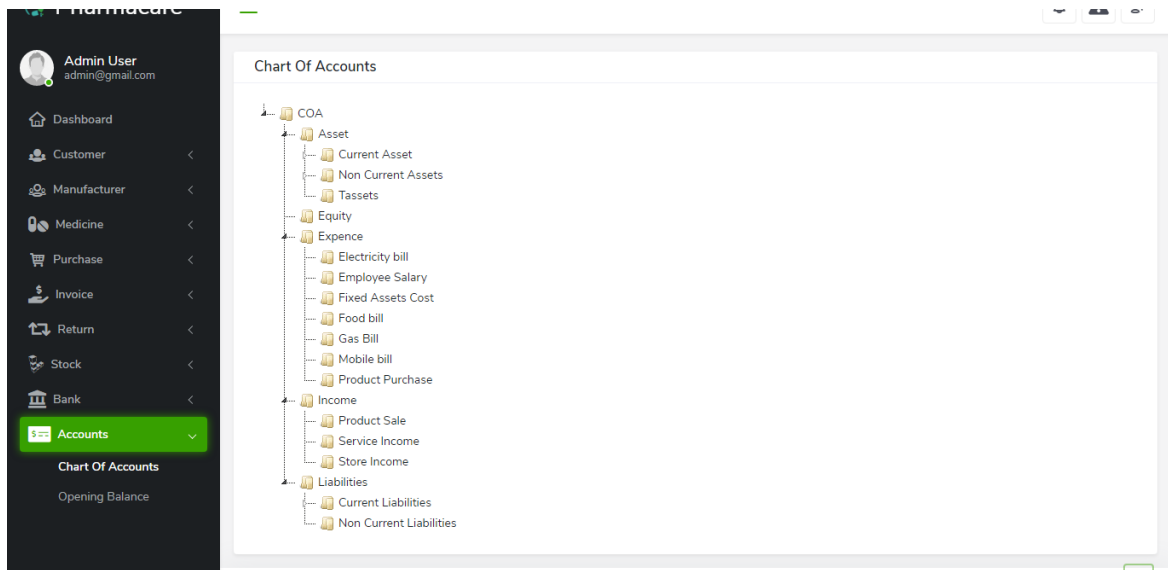 Pharmacare
Admin User
admin@gmail.com
Dashboard
Customer
Manufacturer
Medicine
Purchase
Invoice
Return
Stock
Bank
Accounts
Chart Of Accounts
Opening Balance
Chart Of Accounts
COA
Asset
Current Asset
Non Current Assets
Tassets
Equity
Expence
Electricity bill
Employee Salary
Fixed Assets Cost
Food bill
Gas Bill
Mobile bill
Product Purchase
Income
Product Sale
Service Income
Store Income
Liabilities
Current Liabilities
Non Current Liabilities